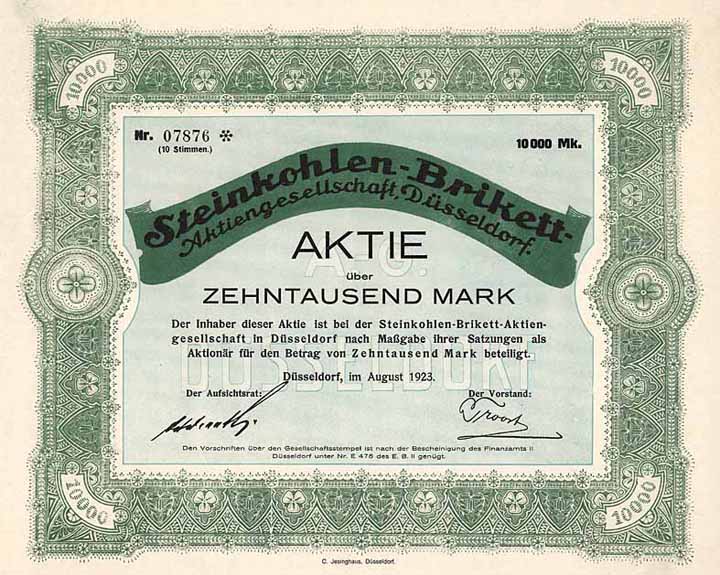 10000
10000
Nr. 07876 ✲
10000 Mk.
(10 Stimmen.)
Steinkohlen-Brikett-
Aktiengesellschaft, Düsseldorf.
A.-G.
AKTIE
über
ZEHNTAUSEND MARK
Der Inhaber dieser Aktie ist bei der Steinkohlen-Brikett-Aktien-
gesellschaft in Düsseldorf nach Maßgabe ihrer Satzungen als
Aktionär für den Betrag von Zehntausend Mark beteiligt.
DÜSSELDORF
Düsseldorf, im August 1923.
Der Aufsichtsrat:
Der Vorstand:
Troost
Den Vorschriften über den Gesellschaftsstempel ist nach der Bescheinigung des Finanzamts II
Düsseldorf unter Nr. E 476 des E. B. II genügt.
10000
10000
C. Jesinghaus, Düsseldorf.